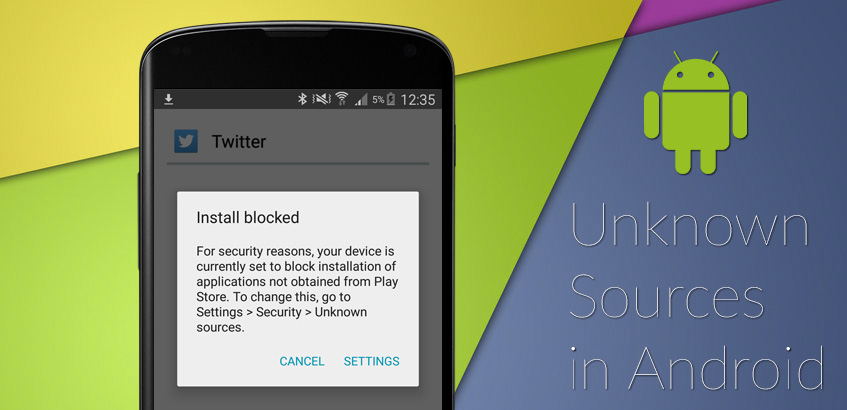 5% 12:35
Twitter
Install blocked
For security reasons, your device is
currently set to block installation of
applications not obtained from Play
Store. To change this, go to
Settings > Security > Unknown
sources.
CANCEL SETTINGS
Unknown
Sources
in Android